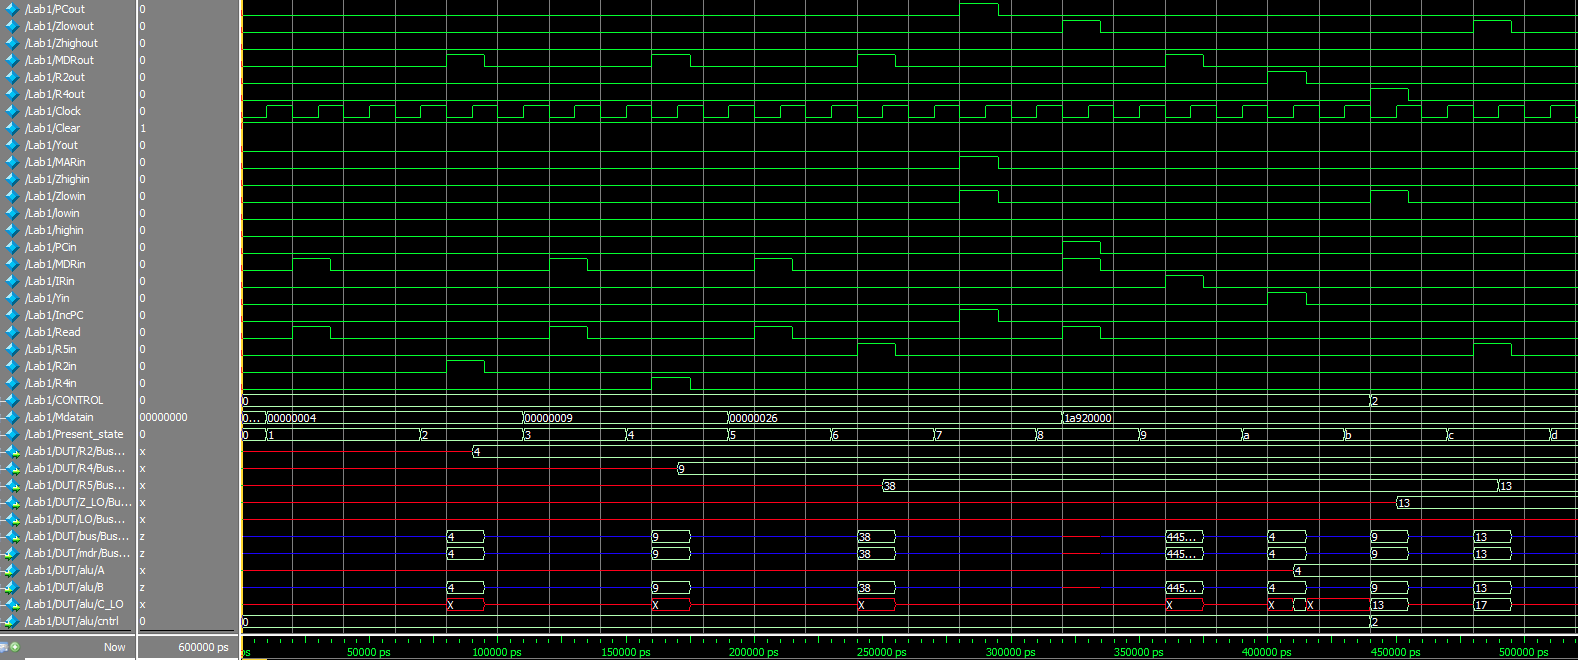 /Lab1/PCout 0
/Lab1/Zlowout 0
/Lab1/Zhighout 0
/Lab1/MDRout 0
/Lab1/R2out 0
/Lab1/R4out 0
/Lab1/Clock 0
/Lab1/Clear 1
/Lab1/Yout 0
/Lab1/MARin 0
/Lab1/Zhighin 0
/Lab1/Zlowin 0
/Lab1/lowin 0
/Lab1/highin 0
/Lab1/PCin 0
/Lab1/MDRin 0
/Lab1/IRin 0
/Lab1/Yin 0
/Lab1/IncPC 0
/Lab1/Read 0
/Lab1/R5in 0
/Lab1/R2in 0
/Lab1/R4in 0
/Lab1/CONTROL 0 0 2
/Lab1/Mdatain 00000000 0... 00000004 00000009 00000026 1a920000
/Lab1/Present_state 0 0 1 2 3 4 5 6 7 8 9 a b c d
/Lab1/DUT/R2/Bus... x 4
/Lab1/DUT/R4/Bus... x 9
/Lab1/DUT/R5/Bus... x 38 13
/Lab1/DUT/Z_LO/Bu... x 13
/Lab1/DUT/LO/Bus... x
/Lab1/DUT/bus/Bus... z 4 9 38 445... 4 9 13
/Lab1/DUT/mdr/Bus... z 4 9 38 445... 4 9 13
/Lab1/DUT/alu/A x 4
/Lab1/DUT/alu/B z 4 9 38 445... 4 9 13
/Lab1/DUT/alu/C_LO x X X X X X X 13 17
/Lab1/DUT/alu/cntrl 0 0 2
Now 600000 ps ps 50000 ps 100000 ps 150000 ps 200000 ps 250000 ps 300000 ps 350000 ps 400000 ps 450000 ps 500000 ps